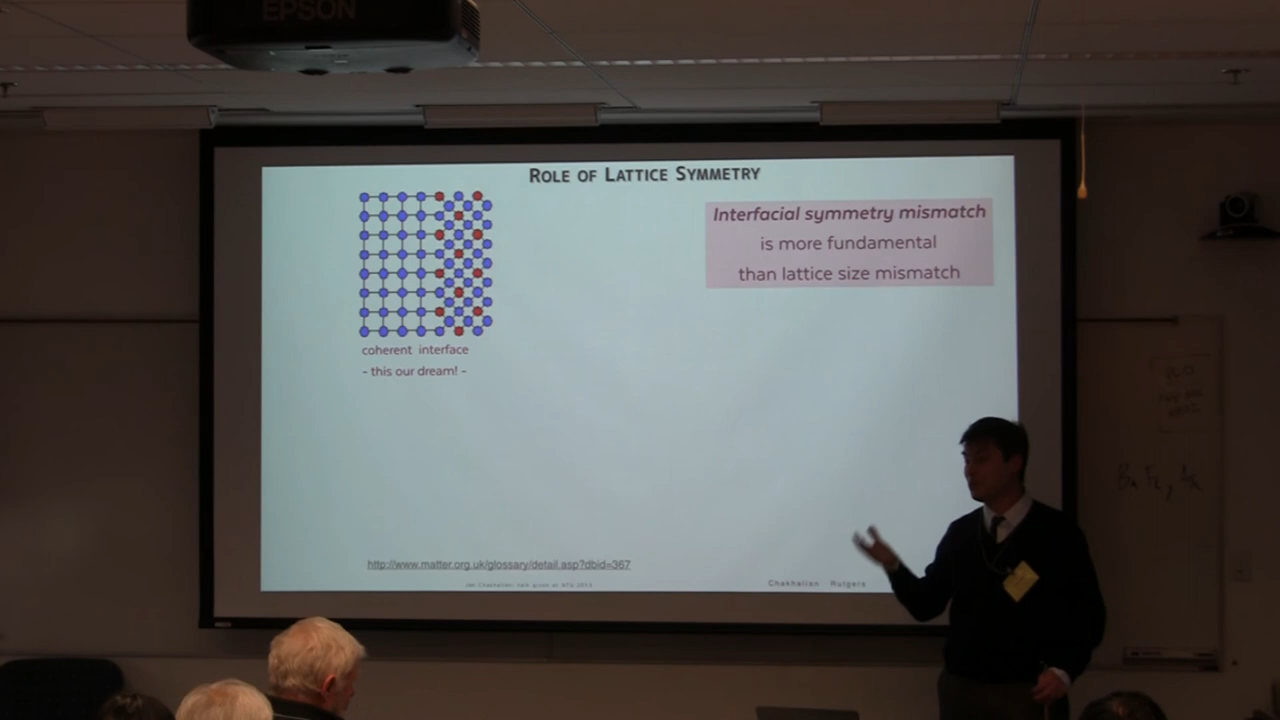 EPSON
ROLE OF LATTICE SYMMETRY
Interfacial symmetry mismatch
is more fundamental
than lattice size mismatch
coherent interface
- this our dream! -
http://www.matter.org.uk/glossary/detail.asp?dbid=367
Chakhalian Rutgers